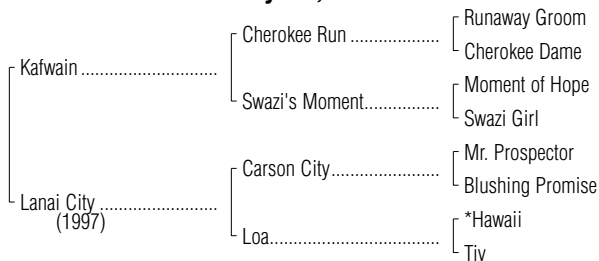 Runaway Groom
Cherokee Run ....................
Cherokee Dame
Kafwain .............................
Moment of Hope
Swazi's Moment................
Swazi Girl
Mr. Prospector
Carson City.......................
Blushing Promise
Lanai City .........................
(1997)
*Hawaii
Loa....................................
Tiy